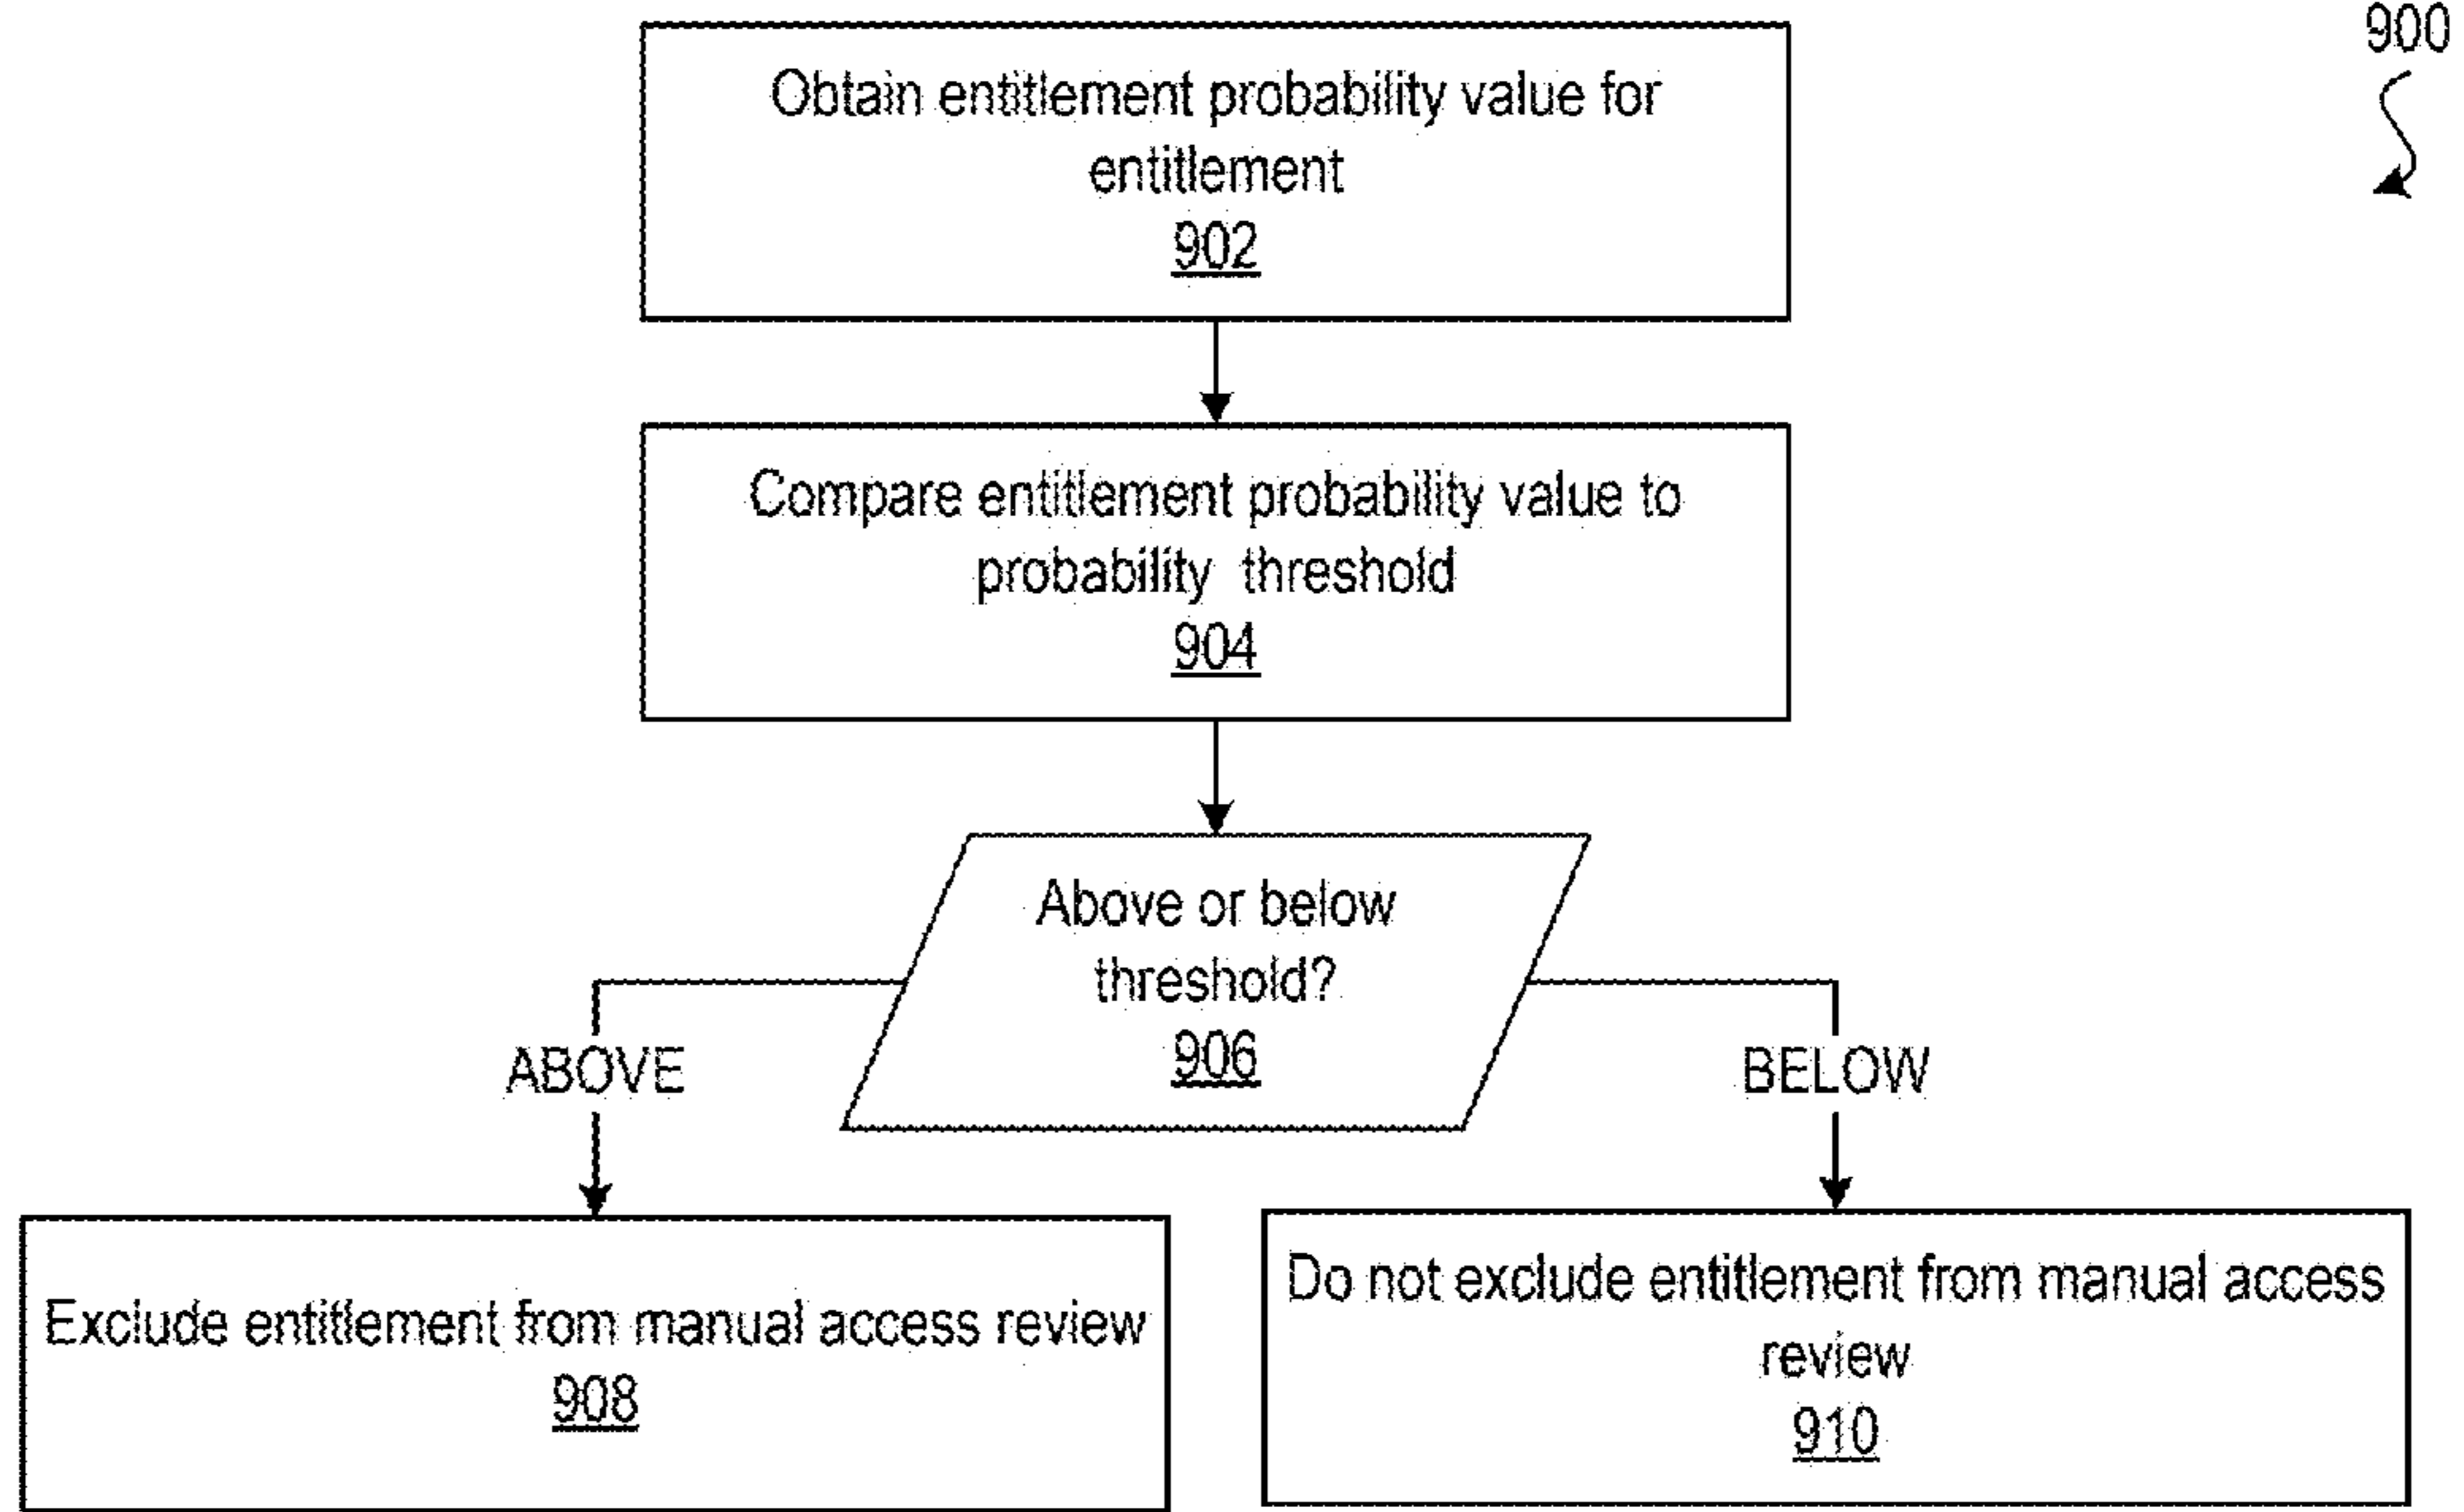 900
Obtain entitlement probability value for
entitlement
902
Compare entitlement probability value to
probability threshold
904
Above or below
threshold?
906
ABOVE
BELOW
Exclude entitlement from manual access review
908
Do not exclude entitlement from manual access
review
910